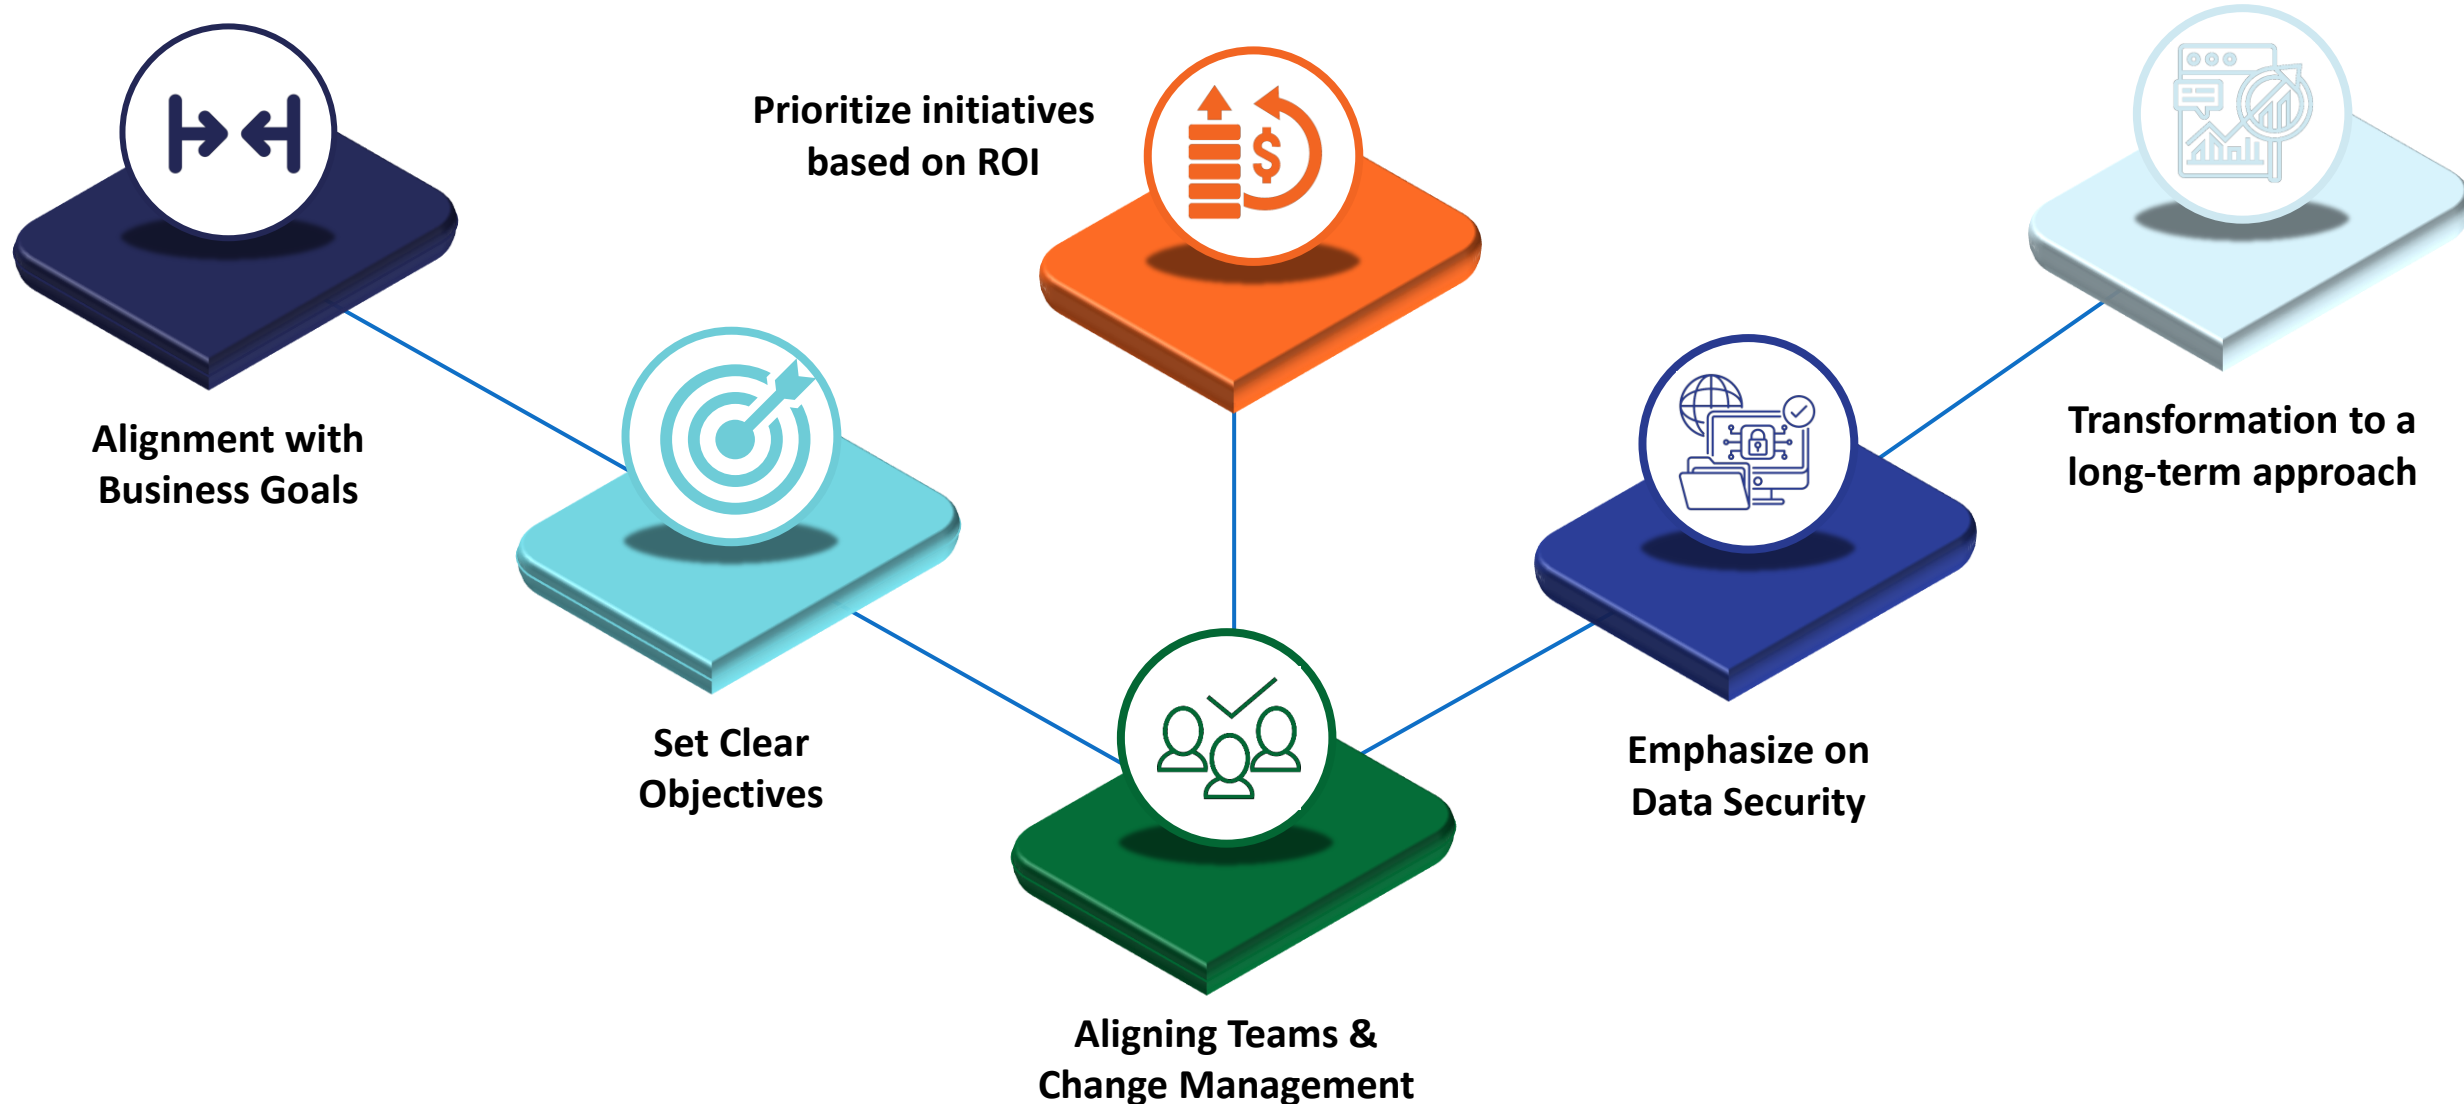 Alignment with
Business Goals
Set Clear
Objectives
Prioritize initiatives
based on ROI
$
Aligning Teams &
Change Management
Emphasize on
Data Security
Transformation to a
long-term approach